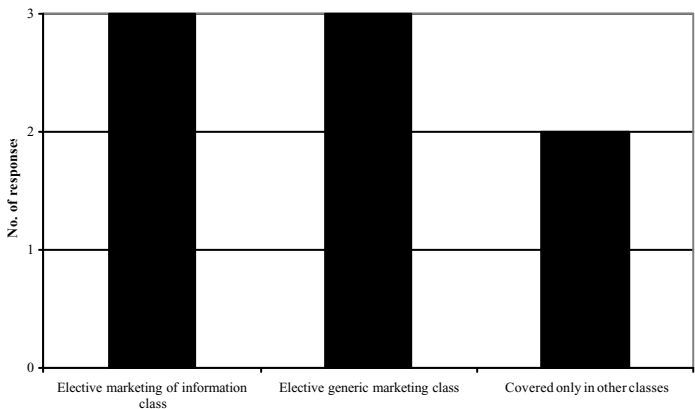 3
2
1
0
No. of responses
Elective marketing of information
class
Elective generic marketing class
Covered only in other classes